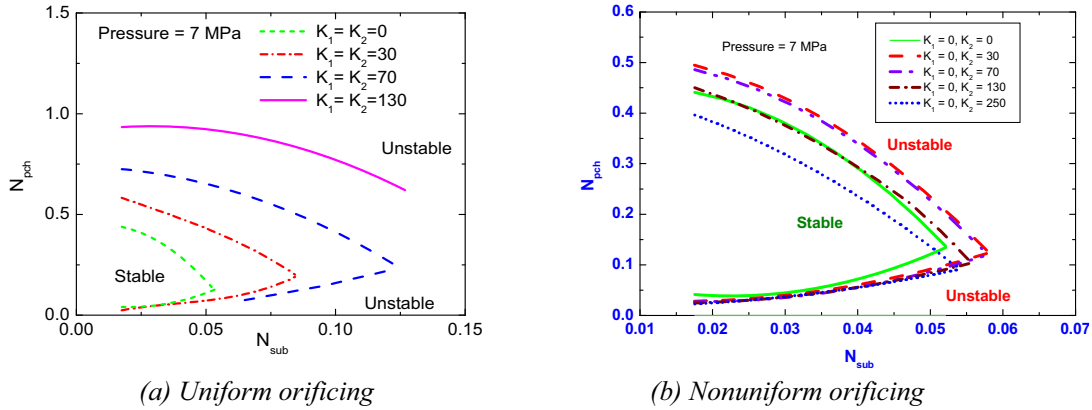 (a)
Pressure = 7 MPa
K₁= K₂=0
K₁= K₂=30
K₁= K₂=70
K₁= K₂=130
1.5
1.0
0.5
0.0
N_pch
Unstable
Stable
Unstable
0.00
0.05
0.10
0.15
N_sub
(a) Uniform orificing
0.6
0.5
0.4
0.3
0.2
0.1
0.0
N_pch
Pressure = 7 MPa
K₁ = 0, K₂ = 0
K₁ = 0, K₂ = 30
K₁ = 0, K₂ = 70
K₁ = 0, K₂ = 130
K₁ = 0, K₂ = 250
Unstable
Stable
Unstable
0.01
0.02
0.03
0.04
0.05
0.06
0.07
N_sub
(b) Nonuniform orificing